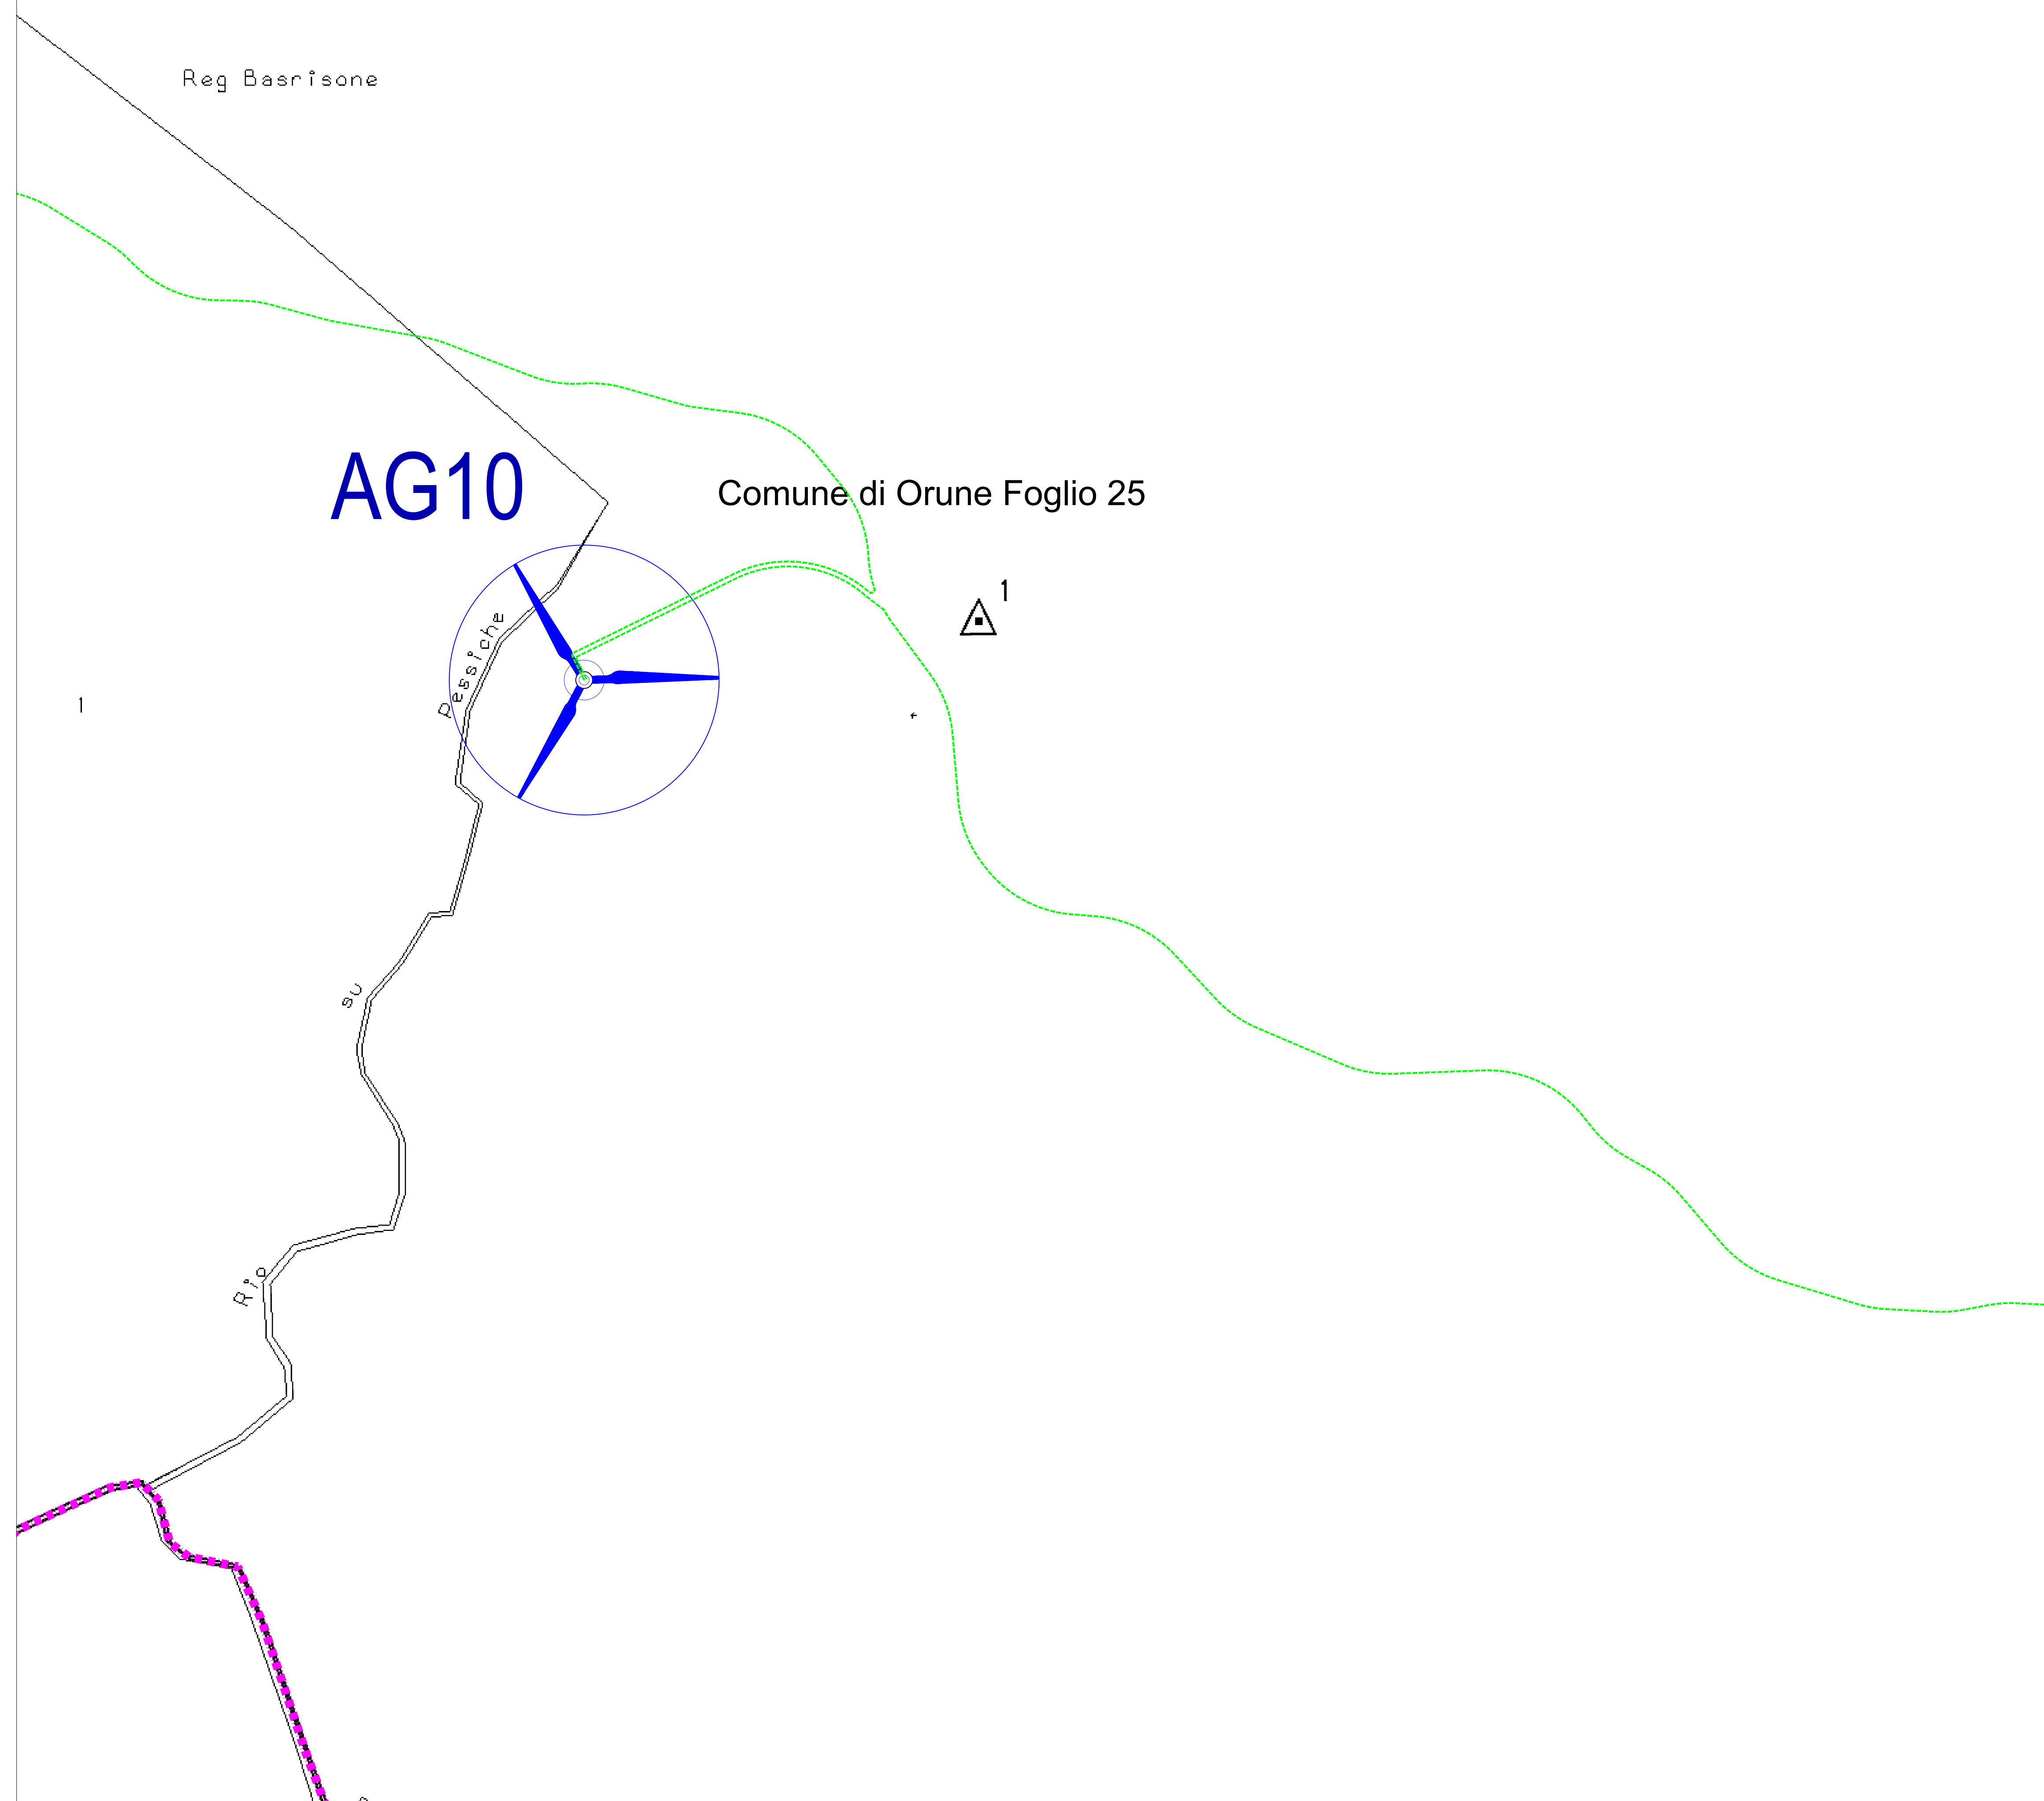 Reg Basrisone
AG10
Comune di Orune Foglio 25
1
Pessiche
1
su
Rio